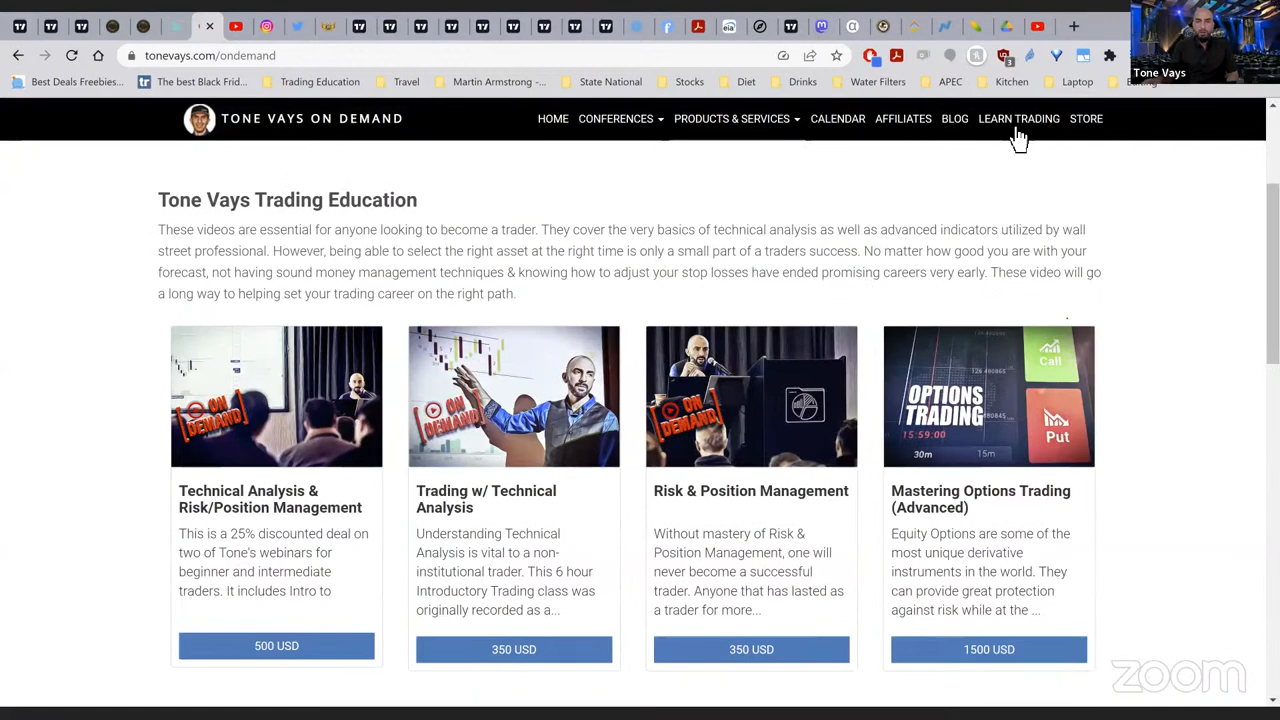 tonevays.com/ondemand
Best Deals Freebies...
The best Black Frid...
Trading Education
Travel
Martin Armstrong -...
State National
Stocks
Diet
Drinks
Water Filters
APEC
Kitchen
Laptop
Tone Vays
TONE VAYS ON DEMAND
HOME
CONFERENCES
PRODUCTS & SERVICES
CALENDAR
AFFILIATES
BLOG
LEARN TRADING
STORE
Tone Vays Trading Education
These videos are essential for anyone looking to become a trader. They cover the very basics of technical analysis as well as advanced indicators utilized by wall
street professional. However, being able to select the right asset at the right time is only a small part of a traders success. No matter how good you are with your
forecast, not having sound money management techniques & knowing how to adjust your stop losses have ended promising careers very early. These video will go
a long way to helping set your trading career on the right path.
ON DEMAND
Technical Analysis &
Risk/Position Management
This is a 25% discounted deal on
two of Tone's webinars for
beginner and intermediate
traders. It includes Intro to
500 USD
ON DEMAND
Trading w/ Technical
Analysis
Understanding Technical
Analysis is vital to a non-
institutional trader. This 6 hour
Introductory Trading class was
originally recorded as a...
350 USD
ON DEMAND
Risk & Position Management
Without mastery of Risk &
Position Management, one will
never become a successful
trader. Anyone that has lasted as
a trader for more...
350 USD
126.480865
Call
OPTIONS
TRADING
15:59:00
30m
15m
Put
Mastering Options Trading
(Advanced)
Equity Options are some of the
most unique derivative
instruments in the world. They
can provide great protection
against risk while at the ...
1500 USD
zoom